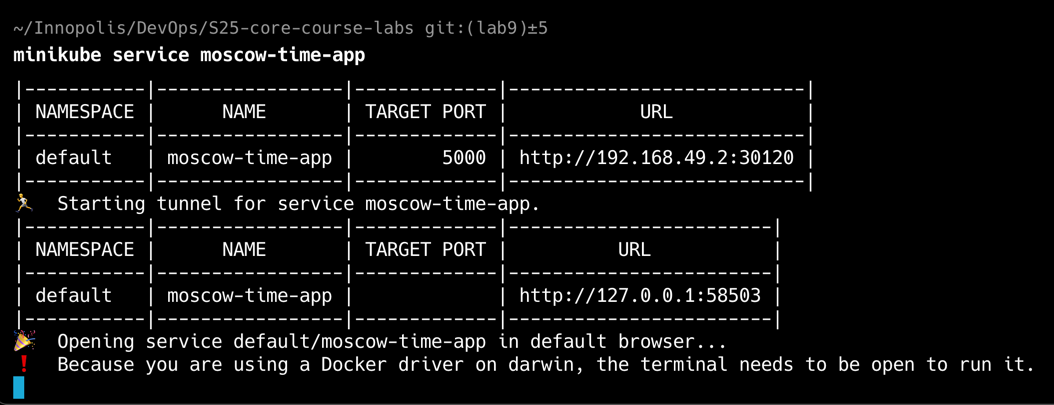 ~/Innopolis/DevOps/S25-core-course-labs git:(lab9)±5
minikube service moscow-time-app
|-----------|-----------------|-------------|---------------------------|
| NAMESPACE |      NAME       | TARGET PORT |            URL            |
|-----------|-----------------|-------------|---------------------------|
| default   | moscow-time-app |        5000 | http://192.168.49.2:30120 |
|-----------|-----------------|-------------|---------------------------|
🏃  Starting tunnel for service moscow-time-app.
|-----------|-----------------|-------------|------------------------|
| NAMESPACE |      NAME       | TARGET PORT |          URL           |
|-----------|-----------------|-------------|------------------------|
| default   | moscow-time-app |             | http://127.0.0.1:58503 |
|-----------|-----------------|-------------|------------------------|
🎉  Opening service default/moscow-time-app in default browser...
❗  Because you are using a Docker driver on darwin, the terminal needs to be open to run it.